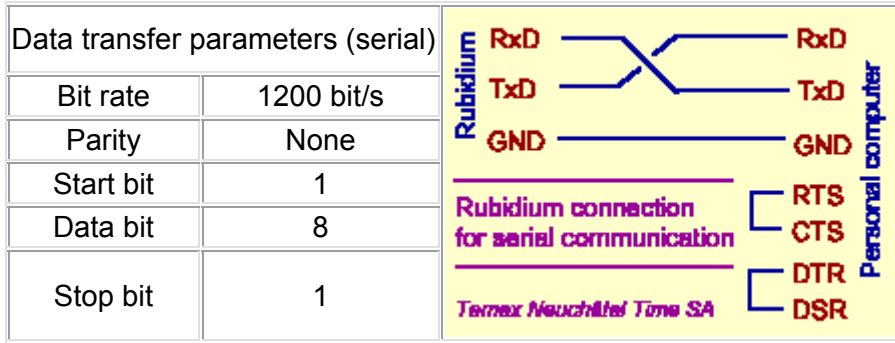 Data transfer parameters (serial)
Bit rate 1200 bit/s
Parity None
Start bit 1
Data bit 8
Stop bit 1
Rubidium
RxD RxD
TxD TxD
GND GND
Personal computer
RTS
CTS
DTR
DSR
Rubidium connection
for serial communication
Temex Neuchâtel Time SA